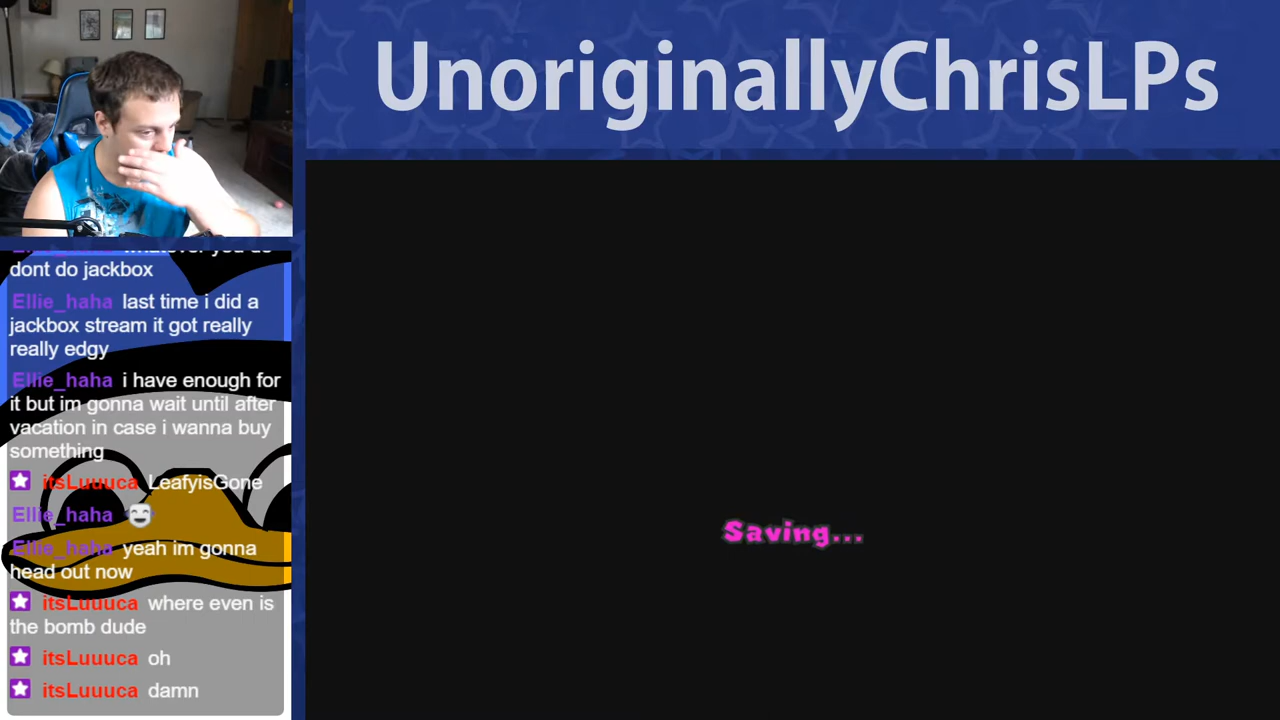 UnoriginallyChrisLPs
dont do jackbox
Ellie_haha last time i did a
jackbox stream it got really
really edgy
Ellie_haha i have enough for
it but im gonna wait until after
vacation in case i wanna buy
something
itsLuuuca LeafyisGone
Ellie_haha
Ellie_haha yeah im gonna
head out now
itsLuuuca where even is
the bomb dude
itsLuuuca oh
itsLuuuca damn
Saving...